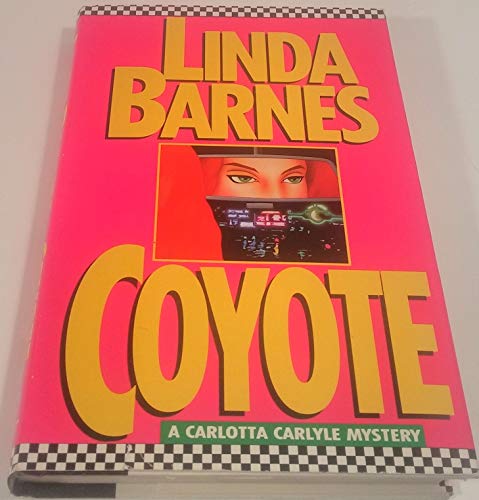 LINDA
BARNES
COYOTE
A CARLOTTA CARLYLE MYSTERY